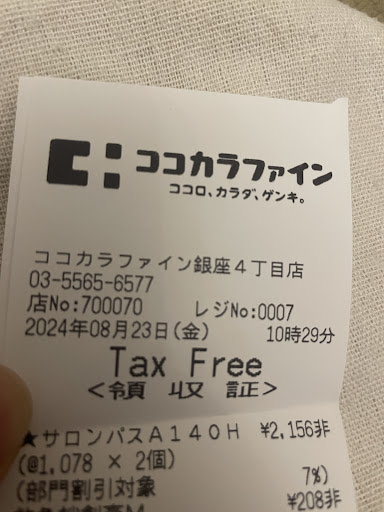 ココカラファイン
ココロ、カラダ、ゲンキ。
ココカラファイン銀座4丁目店
03-5565-6577
店No:700070 レジNo:0007
2024年08月23日(金) 10時29分
Tax Free
<領 収 証>
★サロンパスA140H ¥2,156非
(@1,078 × 2個)
(部門割引対象 7%)
¥208非